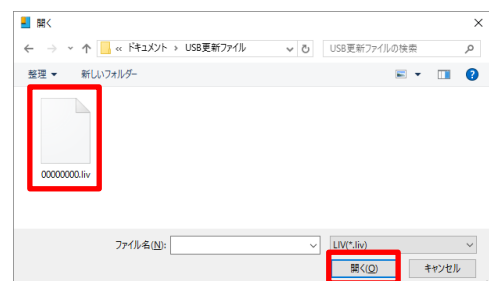 開く
« ドキュメント › USB更新ファイル
USB更新ファイルの検索
整理 新しいフォルダー
00000000.liv
ファイル名(N):
LIV(*.liv)
開く(O) キャンセル